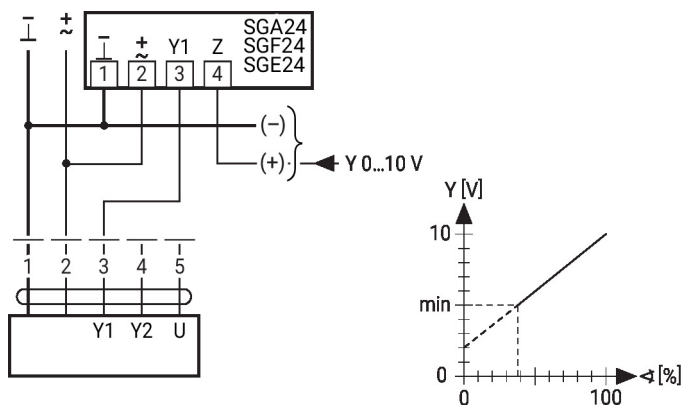 ⊥ +
~
SGA24
SGF24
SGE24
⊥ +
~ Y1 Z
1 2 3 4
(–)
(+) Y 0...10 V
1 2 3 4 5
Y1 Y2 U
Y [V]
10
min
0
0 100 ∢ [%]